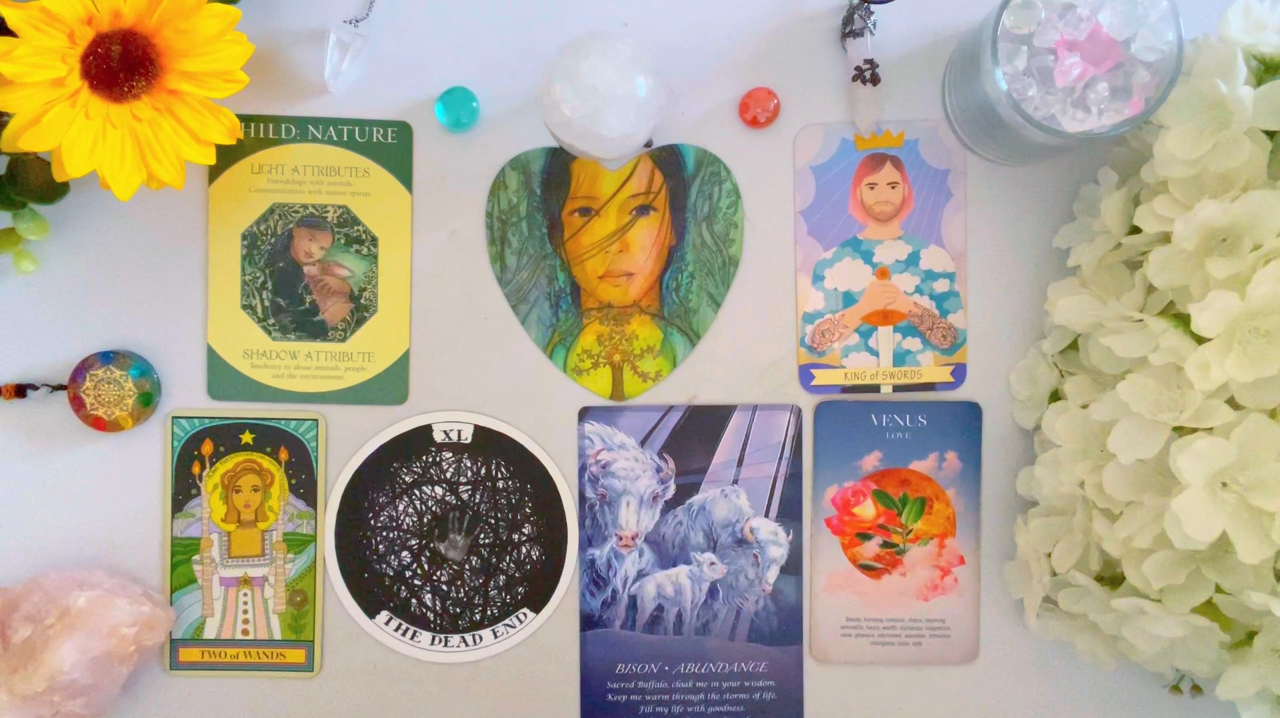 HILD: NATURE
LIGHT ATTRIBUTES
Friendships with animals.
Communication with nature spirits.
SHADOW ATTRIBUTE
Tendency to abuse animals, people,
and the environment.
KING of SWORDS
TWO of WANDS
XL
THE DEAD END
BISON • ABUNDANCE
Sacred Buffalo, cloak me in your wisdom.
Keep me warm through the storms of life.
Fill my life with goodness.
VENUS
LOVE